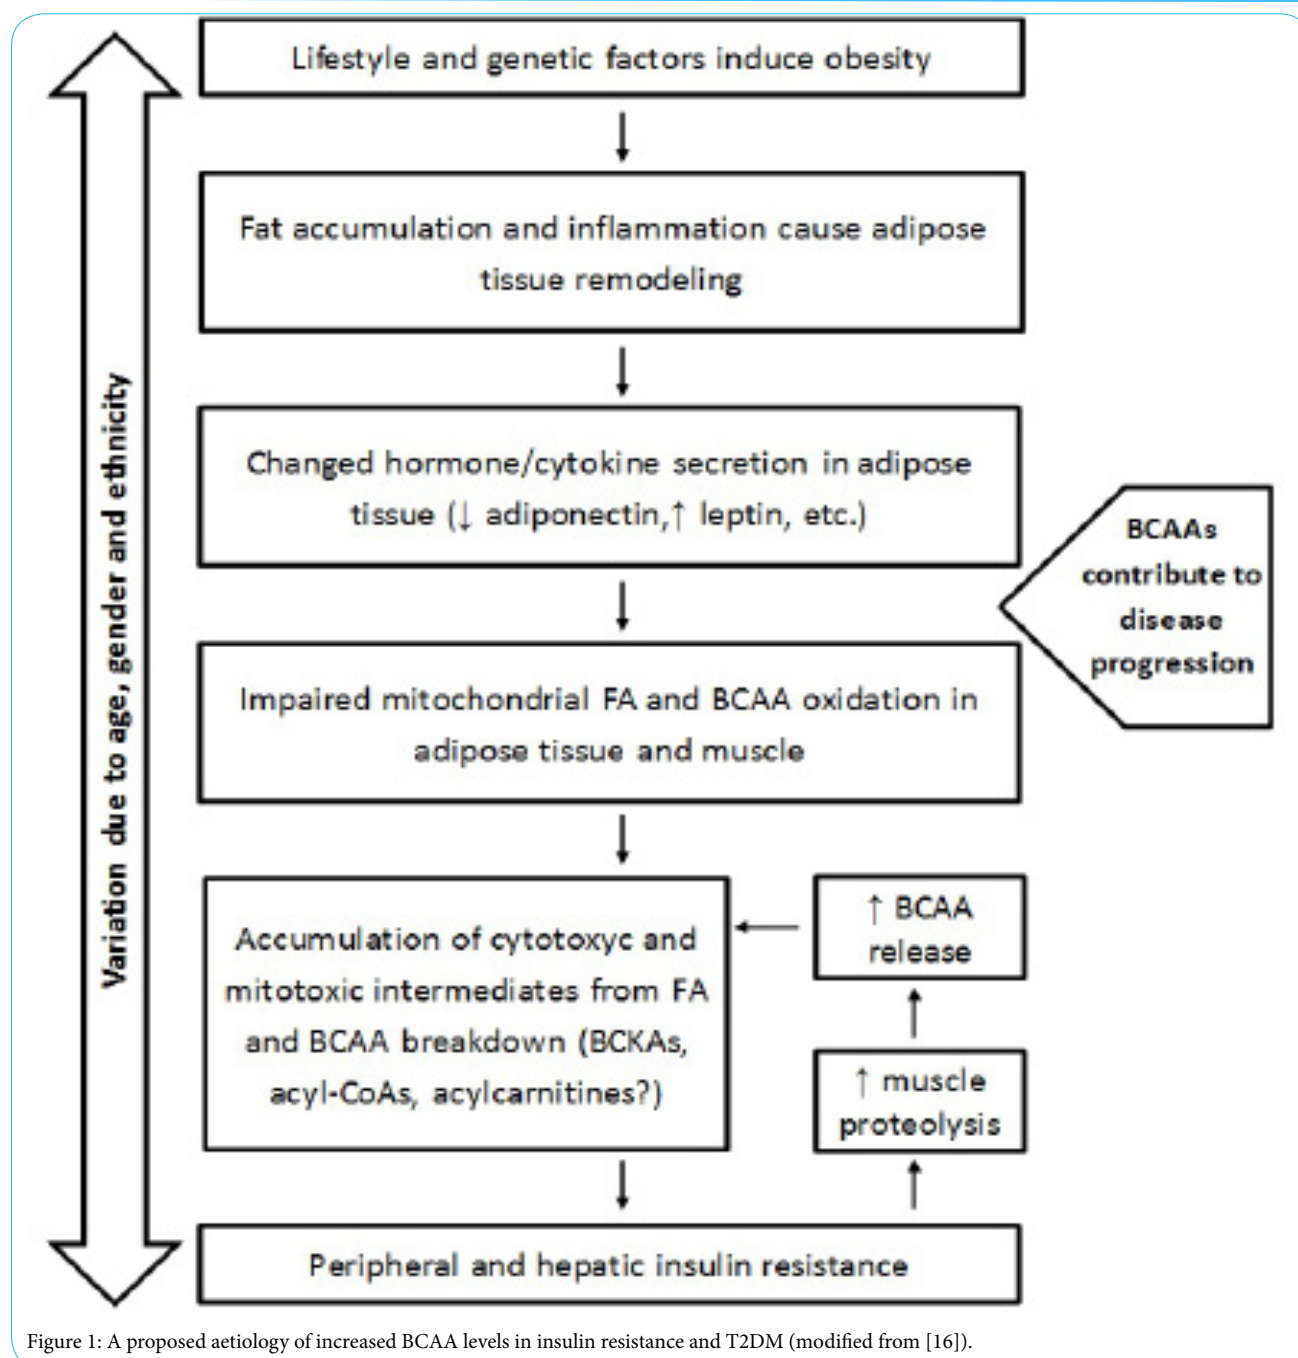 Lifestyle and genetic factors induce obesity
Fat accumulation and inflammation cause adipose
tissue remodeling
Changed hormone/cytokine secretion in adipose
tissue (↓ adiponectin,↑ leptin, etc.)
BCAAs
contribute to
disease
progression
Impaired mitochondrial FA and BCAA oxidation in
adipose tissue and muscle
Accumulation of cytotoxyc and
mitotoxic intermediates from FA
and BCAA breakdown (BCKAs,
acyl-CoAs, acylcarnitines?)
↑ BCAA
release
↑ muscle
proteolysis
Peripheral and hepatic insulin resistance
Variation due to age, gender and ethnicity
Figure 1: A proposed aetiology of increased BCAA levels in insulin resistance and T2DM (modified from [16]).